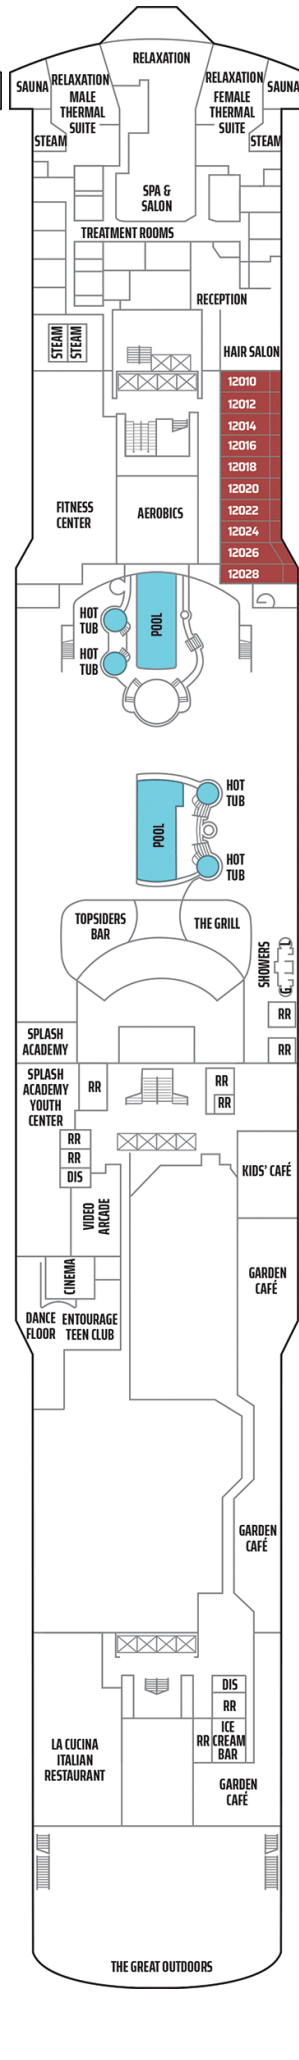 RELAXATION
SAUNA
RELAXATION
MALE
THERMAL
SUITE
RELAXATION
FEMALE
THERMAL
SUITE
SAUNA
STEAM
STEAM
SPA &
SALON
TREATMENT ROOMS
RECEPTION
STEAM
STEAM
HAIR SALON
12010
12012
12014
12016
12018
12020
12022
12024
12026
12028
FITNESS
CENTER
AEROBICS
HOT
TUB
HOT
TUB
POOL
HOT
TUB
POOL
HOT
TUB
TOPSIDERS
BAR
THE GRILL
SHOWERS
L
G
RR
RR
SPLASH
ACADEMY
SPLASH
ACADEMY
YOUTH
CENTER
RR
RR
RR
RR
RR
DIS
KIDS' CAFÉ
VIDEO
ARCADE
CINEMA
GARDEN
CAFÉ
DANCE
FLOOR
ENTOURAGE
TEEN CLUB
GARDEN
CAFÉ
DIS
RR
RR
ICE
CREAM
BAR
LA CUCINA
ITALIAN
RESTAURANT
GARDEN
CAFÉ
THE GREAT OUTDOORS